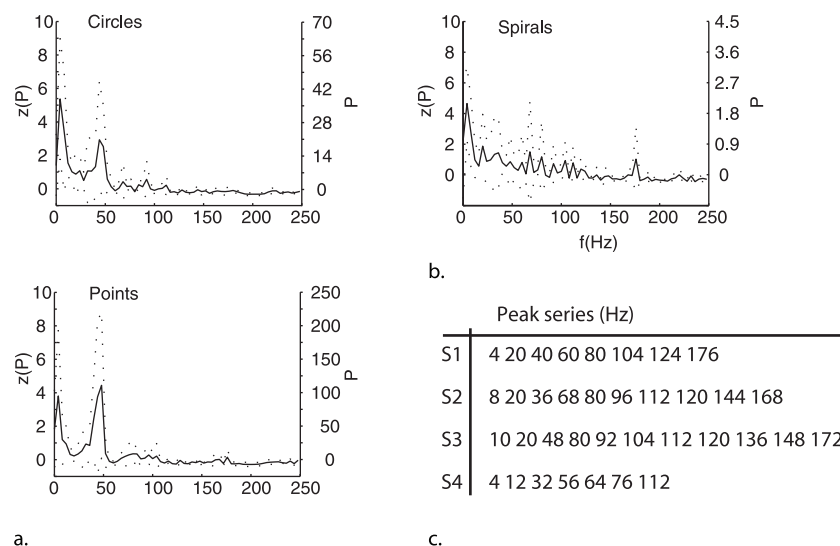 Circles
10 8 6 4 2 0
z(P)
70 56 42 28 14 0
P
0 50 100 150 200 250
Spirals
10 8 6 4 2 0
z(P)
4.5 3.6 2.7 1.8 0.9 0
P
0 50 100 150 200 250
f(Hz)
b.
Points
10 8 6 4 2 0
z(P)
250 200 150 100 50 0
P
0 50 100 150 200 250
a.
Peak series (Hz)
S1 4 20 40 60 80 104 124 176
S2 8 20 36 68 80 96 112 120 144 168
S3 10 20 48 80 92 104 112 120 136 148 172
S4 4 12 32 56 64 76 112
c.